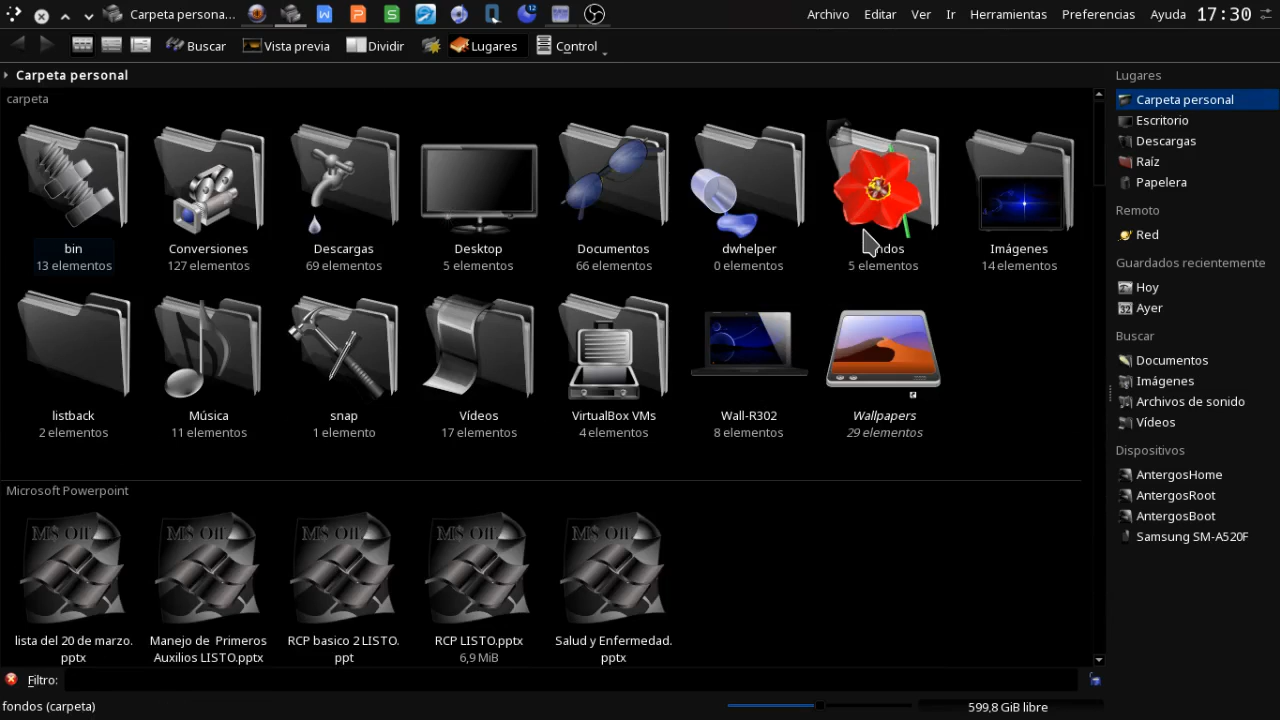 Carpeta persona...
Archivo Editar Ver Ir Herramientas Preferencias Ayuda 17:30
Buscar Vista previa Dividir Lugares Control
Carpeta personal
carpeta
bin
13 elementos
Conversiones
127 elementos
Descargas
69 elementos
Desktop
5 elementos
Documentos
66 elementos
dwhelper
0 elementos
ndos
5 elementos
Imágenes
14 elementos
listback
2 elementos
Música
11 elementos
snap
1 elemento
Vídeos
17 elementos
VirtualBox VMs
4 elementos
Wall-R302
8 elementos
Wallpapers
29 elementos
Microsoft Powerpoint
M$ Off
M$ Off
M$ Off
M$ Off
M$ Off
lista del 20 de marzo.
pptx
Manejo de Primeros
Auxilios LISTO.pptx
RCP basico 2 LISTO.
ppt
RCP LISTO.pptx
6,9 MiB
Salud y Enfermedad.
pptx
Lugares
Carpeta personal
Escritorio
Descargas
Raíz
Papelera
Remoto
Red
Guardados recientemente
Hoy
Ayer
Buscar
Documentos
Imágenes
Archivos de sonido
Vídeos
Dispositivos
AntergosHome
AntergosRoot
AntergosBoot
Samsung SM-A520F
Filtro:
fondos (carpeta)
599,8 GiB libre